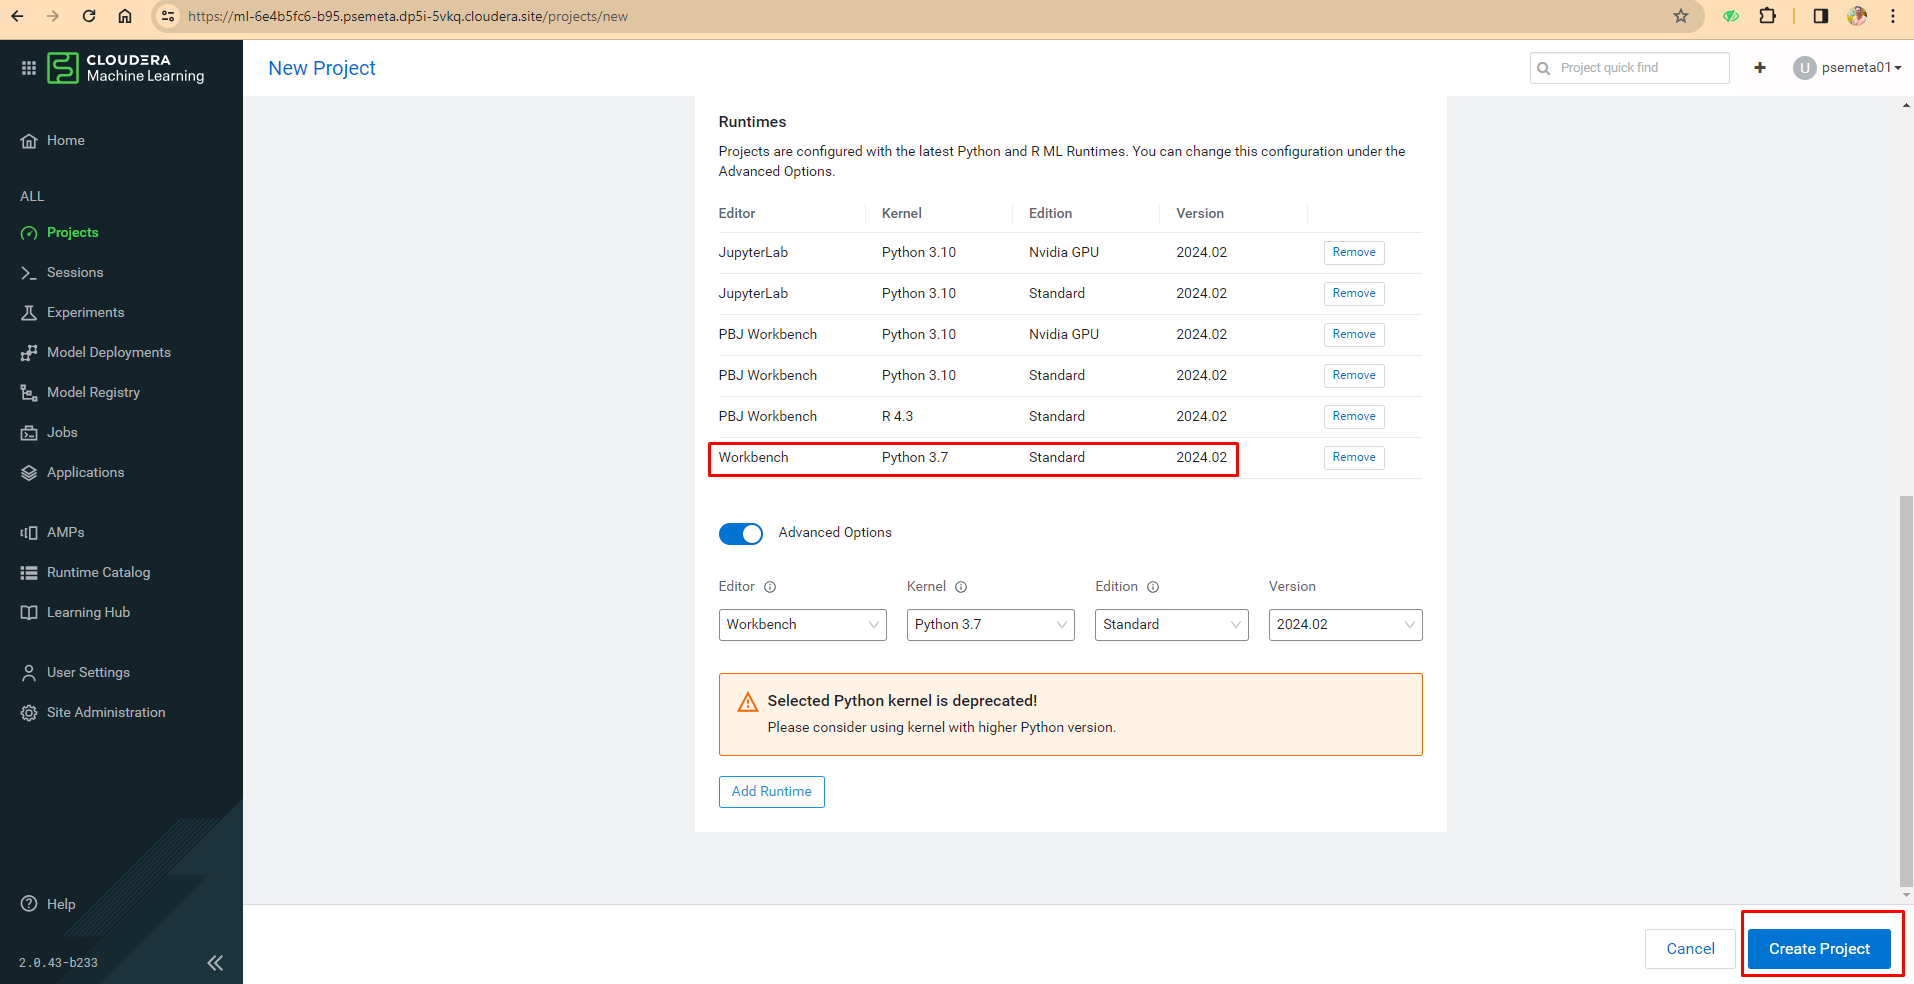 https://ml-6e4b5fc6-b95.psemeta.dp5i-5vkq.cloudera.site/projects/new
CLOUDERA
Machine Learning
New Project
Project quick find
U psemeta01
Home
ALL
Projects
Sessions
Experiments
Model Deployments
Model Registry
Jobs
Applications
AMPs
Runtime Catalog
Learning Hub
User Settings
Site Administration
Help
2.0.43-b233
Runtimes
Projects are configured with the latest Python and R ML Runtimes. You can change this configuration under the
Advanced Options.
Editor Kernel Edition Version
JupyterLab Python 3.10 Nvidia GPU 2024.02 Remove
JupyterLab Python 3.10 Standard 2024.02 Remove
PBJ Workbench Python 3.10 Nvidia GPU 2024.02 Remove
PBJ Workbench Python 3.10 Standard 2024.02 Remove
PBJ Workbench R 4.3 Standard 2024.02 Remove
Workbench Python 3.7 Standard 2024.02 Remove
Advanced Options
Editor Kernel Edition Version
Workbench Python 3.7 Standard 2024.02
Selected Python kernel is deprecated!
Please consider using kernel with higher Python version.
Add Runtime
Cancel Create Project